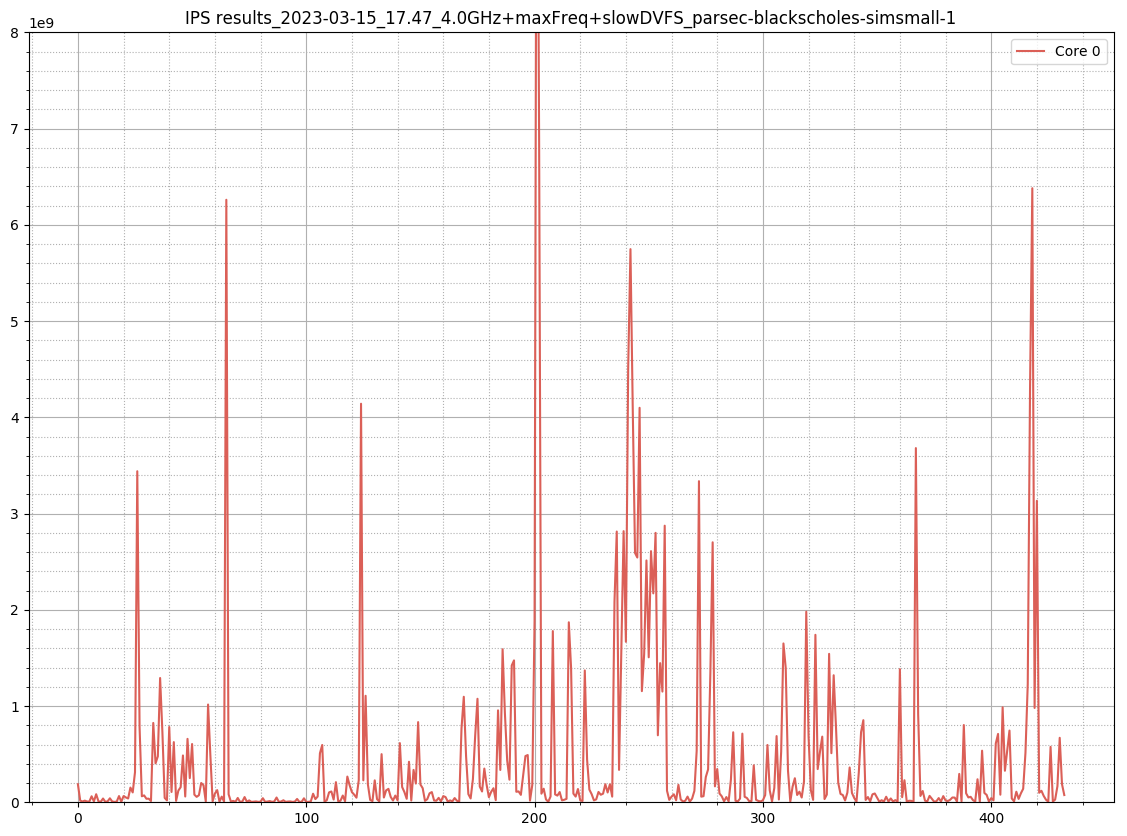 IPS results_2023-03-15_17.47_4.0GHz+maxFreq+slowDVFS_parsec-blackscholes-simsmall-1
1e9
Core 0
8
7
6
5
4
3
2
1
0
0 100 200 300 400